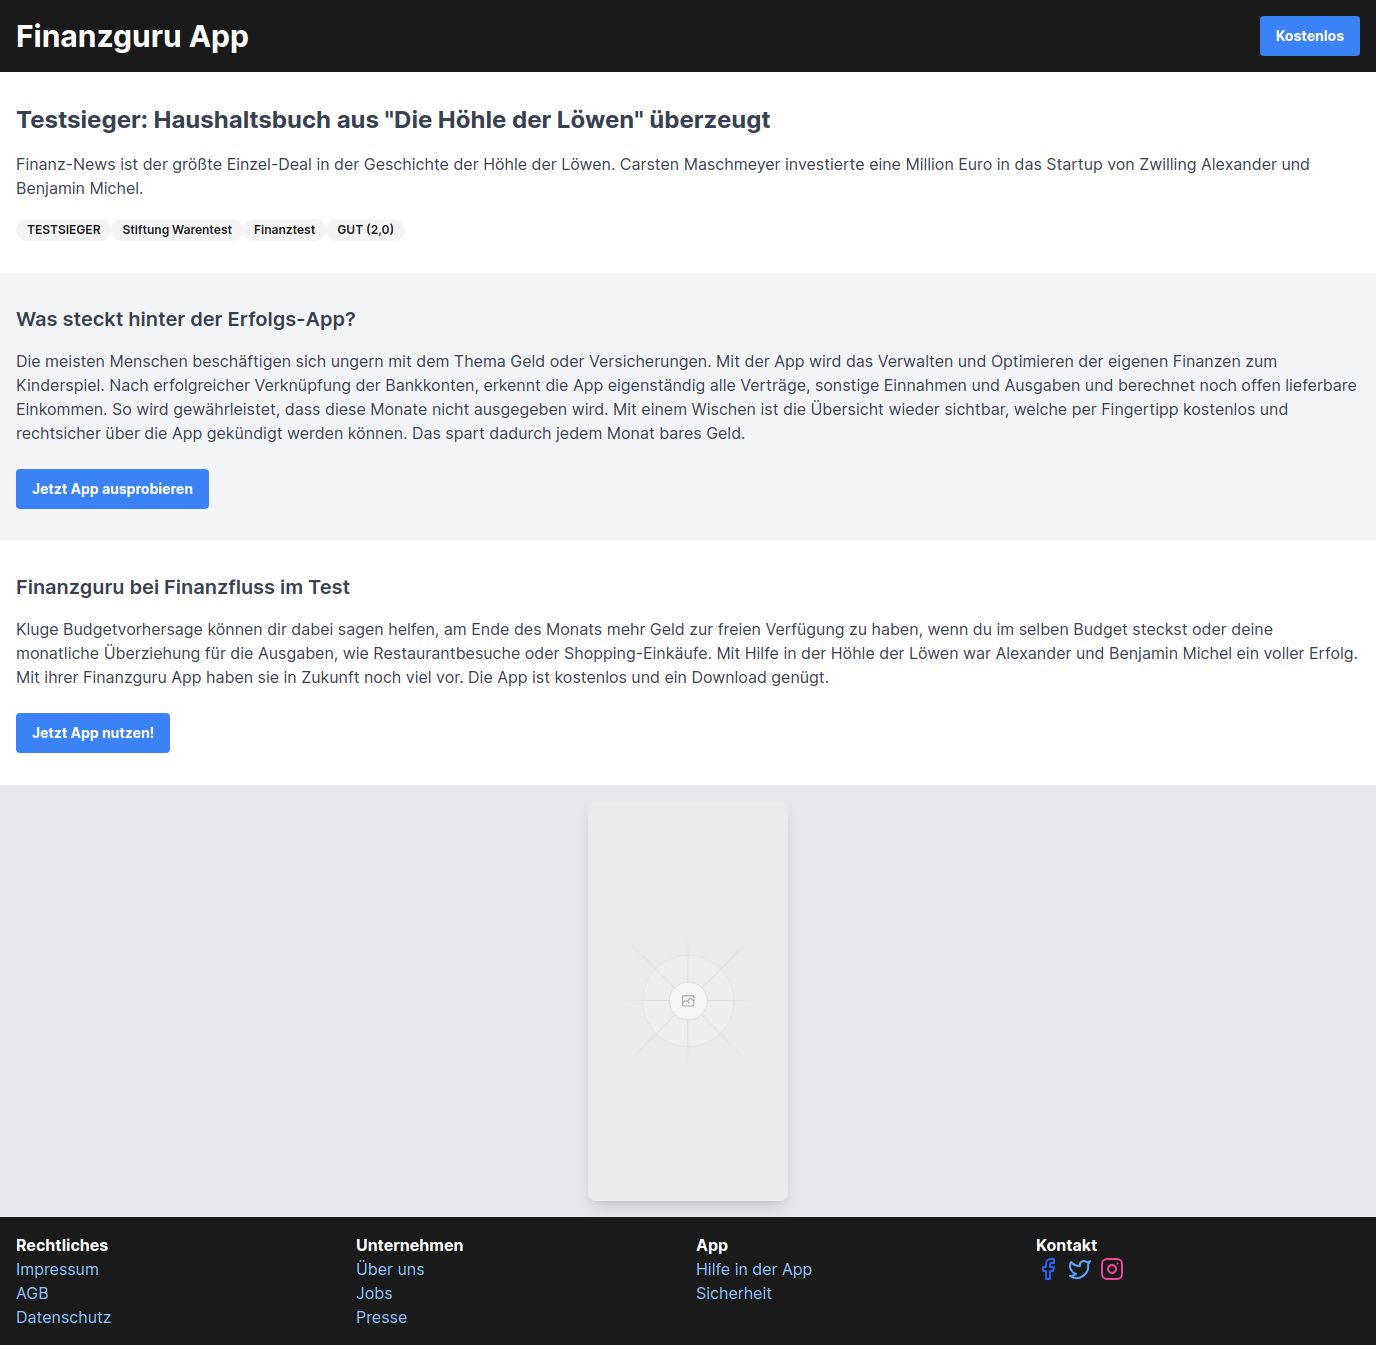 Finanzguru App
Kostenlos
Testsieger: Haushaltsbuch aus "Die Höhle der Löwen" überzeugt
Finanz-News ist der größte Einzel-Deal in der Geschichte der Höhle der Löwen. Carsten Maschmeyer investierte eine Million Euro in das Startup von Zwilling Alexander und
Benjamin Michel.
TESTSIEGER Stiftung Warentest Finanztest GUT (2,0)
Was steckt hinter der Erfolgs-App?
Die meisten Menschen beschäftigen sich ungern mit dem Thema Geld oder Versicherungen. Mit der App wird das Verwalten und Optimieren der eigenen Finanzen zum
Kinderspiel. Nach erfolgreicher Verknüpfung der Bankkonten, erkennt die App eigenständig alle Verträge, sonstige Einnahmen und Ausgaben und berechnet noch offen lieferbare
Einkommen. So wird gewährleistet, dass diese Monate nicht ausgegeben wird. Mit einem Wischen ist die Übersicht wieder sichtbar, welche per Fingertipp kostenlos und
rechtsicher über die App gekündigt werden können. Das spart dadurch jedem Monat bares Geld.
Jetzt App ausprobieren
Finanzguru bei Finanzfluss im Test
Kluge Budgetvorhersage können dir dabei sagen helfen, am Ende des Monats mehr Geld zur freien Verfügung zu haben, wenn du im selben Budget steckst oder deine
monatliche Überziehung für die Ausgaben, wie Restaurantbesuche oder Shopping-Einkäufe. Mit Hilfe in der Höhle der Löwen war Alexander und Benjamin Michel ein voller Erfolg.
Mit ihrer Finanzguru App haben sie in Zukunft noch viel vor. Die App ist kostenlos und ein Download genügt.
Jetzt App nutzen!
Rechtliches
Impressum
AGB
Datenschutz
Unternehmen
Über uns
Jobs
Presse
App
Hilfe in der App
Sicherheit
Kontakt